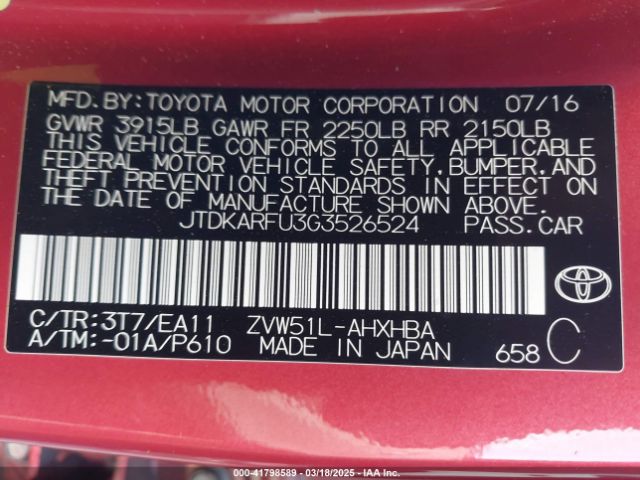 MFD. BY: TOYOTA MOTOR CORPORATION 07/16
GVWR 3915LB GAWR FR 2250LB RR 2150LB
THIS VEHICLE CONFORMS TO ALL APPLICABLE
FEDERAL MOTOR VEHICLE SAFETY, BUMPER, AND
THEFT PREVENTION STANDARDS IN EFFECT ON
THE DATE OF MANUFACTURE SHOWN ABOVE.
JTDKARFU3G3526524 PASS.CAR
C/TR:3T7/EA11 ZVW51L-AHXHBA
A/TM:-01A/P610 MADE IN JAPAN 658 C
TOYOTA
000-41798589 - 03/18/2025 - IAAI.COM